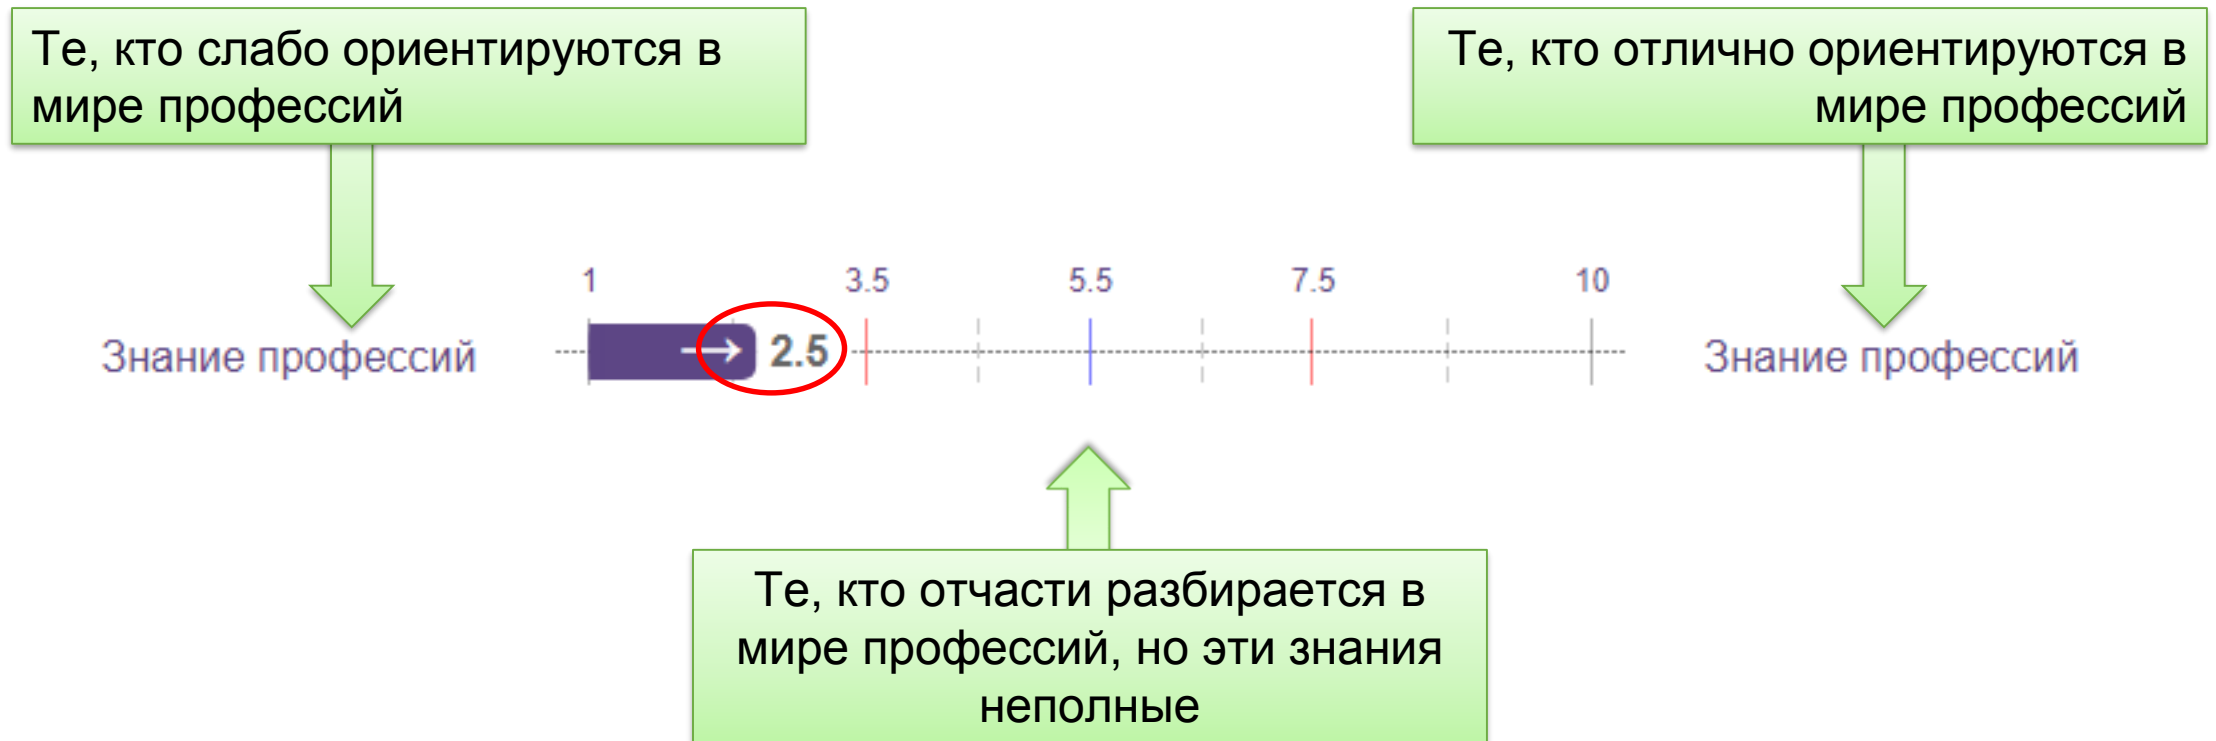 Те, кто слабо ориентируются в
мире профессий
Те, кто отлично ориентируются в
мире профессий
1 3.5 5.5 7.5 10
Знание профессий 2.5 Знание профессий
Те, кто отчасти разбирается в
мире профессий, но эти знания
неполные